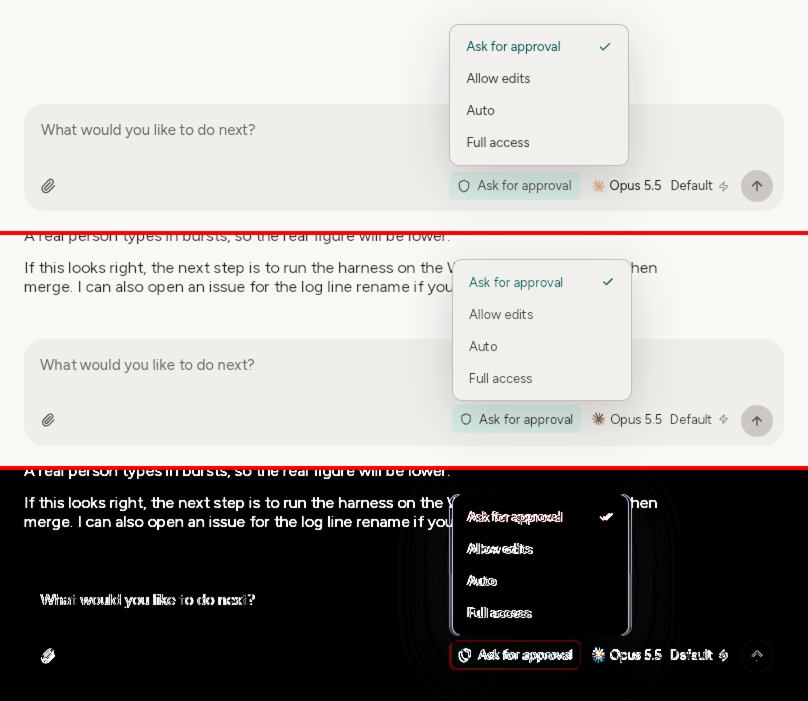 Ask for approval
Allow edits
Auto
Full access
What would you like to do next?
Ask for approval Opus 5.5 Default
A real person types in bursts, so the real figure will be lower.
If this looks right, the next step is to run the harness on the hen
merge. I can also open an issue for the log line rename if you
Ask for approval
Allow edits
Auto
Full access
What would you like to do next?
Ask for approval Opus 5.5 Default
A real person types in bursts, so the real figure will be lower.
If this looks right, the next step is to run the harness on the hen
merge. I can also open an issue for the log line rename if you
Ask for approval
Allow edits
Auto
Full access
What would you like to do next?
Ask for approval Opus 5.5 Default